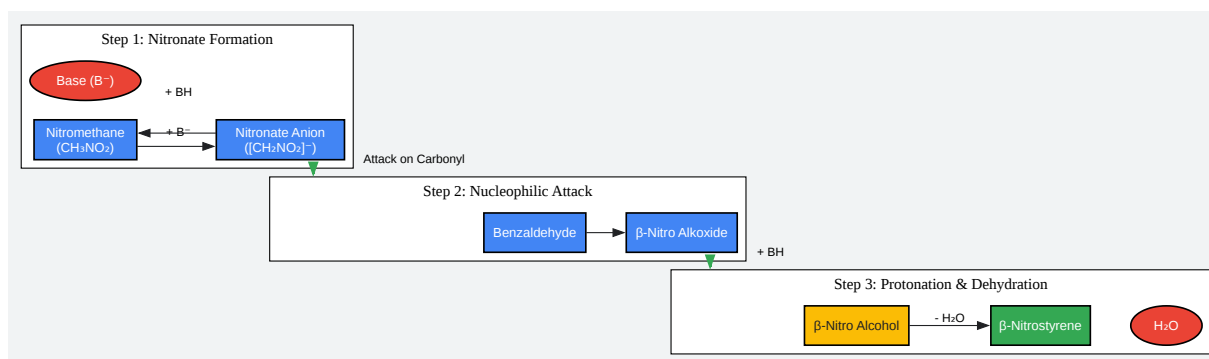 Step 1: Nitronate Formation
Base (B⁻)
+ BH
Nitromethane
(CH₃NO₂)
+ B⁻
Nitronate Anion
([CH₂NO₂]⁻)
Attack on Carbonyl
Step 2: Nucleophilic Attack
Benzaldehyde
β-Nitro Alkoxide
+ BH
Step 3: Protonation & Dehydration
β-Nitro Alcohol
- H₂O
β-Nitrostyrene
H₂O